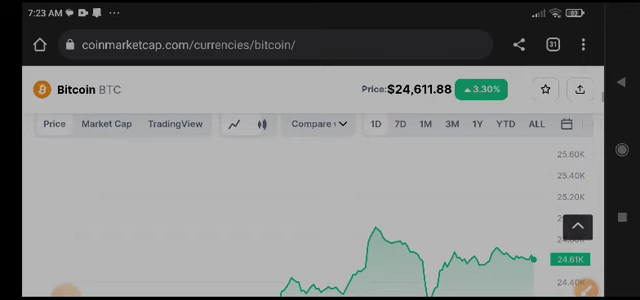 7:23 AM
coinmarketcap.com/currencies/bitcoin/
31
Bitcoin BTC
Price:$24,611.88
3.30%
Price Market Cap TradingView
Compare
1D 7D 1M 3M 1Y YTD ALL
25.60K
25.40K
25.20K
24.61K
24.40K